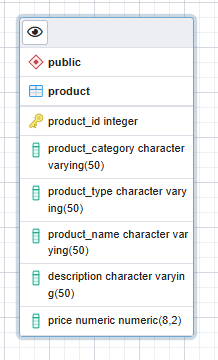 public
product
product_id integer
product_category character
varying(50)
product_type character vary
ing(50)
product_name character var
ying(50)
description character varyin
g(50)
price numeric numeric(8,2)